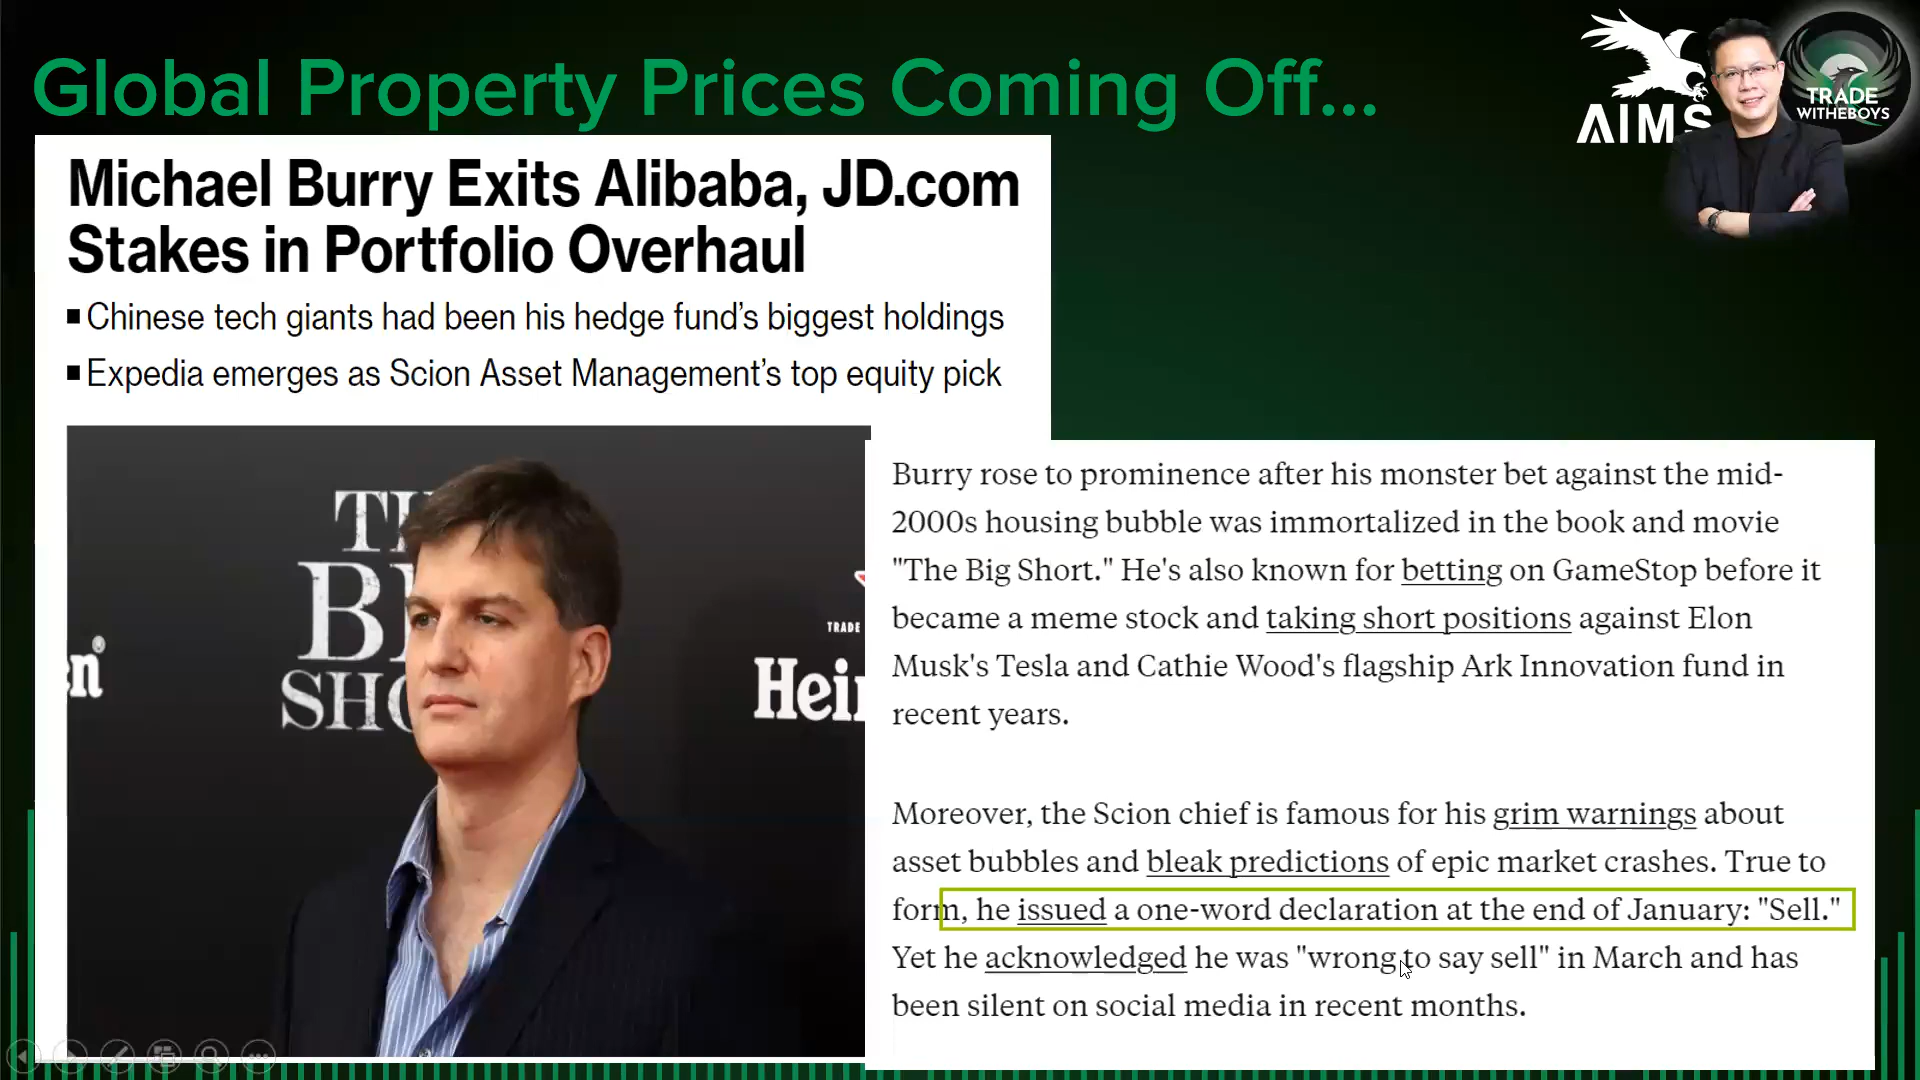 Global Property Prices Coming Off...
AIMS
TRADE
WITHEBOYS
Michael Burry Exits Alibaba, JD.com
Stakes in Portfolio Overhaul
▪ Chinese tech giants had been his hedge fund's biggest holdings
▪ Expedia emerges as Scion Asset Management's top equity pick
TRADE
Hei
Burry rose to prominence after his monster bet against the mid-
2000s housing bubble was immortalized in the book and movie
"The Big Short." He's also known for betting on GameStop before it
became a meme stock and taking short positions against Elon
Musk's Tesla and Cathie Wood's flagship Ark Innovation fund in
recent years.
Moreover, the Scion chief is famous for his grim warnings about
asset bubbles and bleak predictions of epic market crashes. True to
form, he issued a one-word declaration at the end of January: "Sell."
Yet he acknowledged he was "wrong to say sell" in March and has
been silent on social media in recent months.